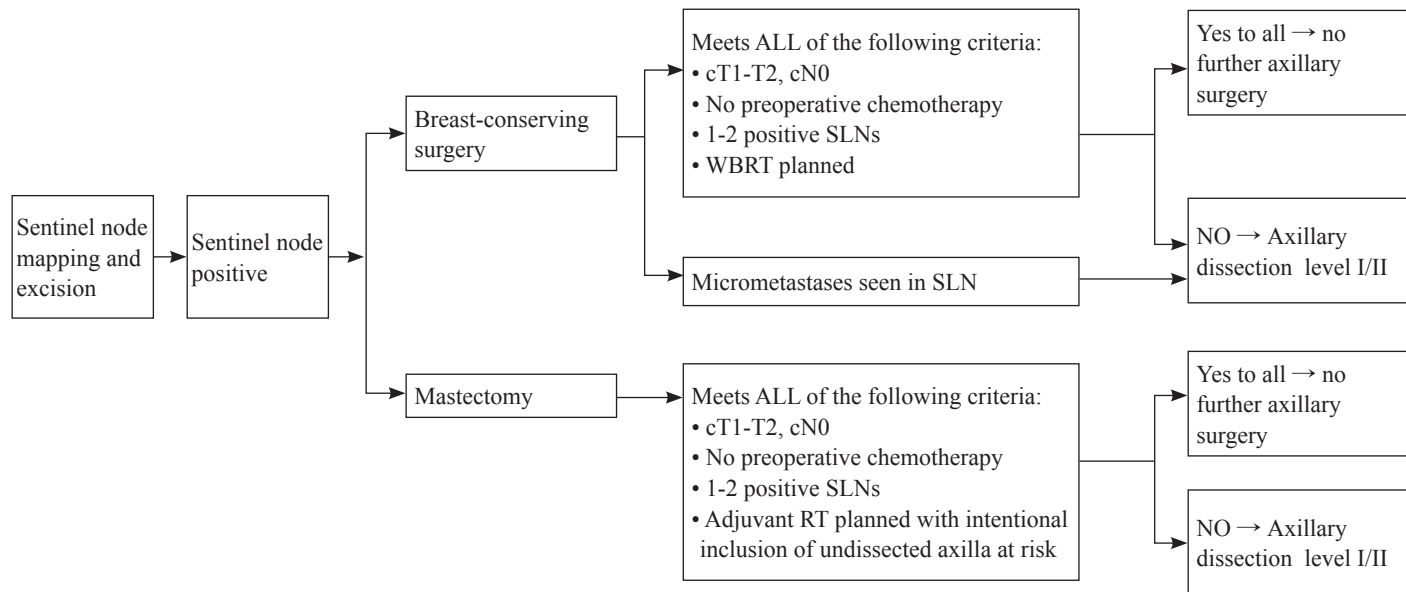 Sentinel node
mapping and
excision
Sentinel node
positive
Breast-conserving
surgery
Mastectomy
Meets ALL of the following criteria:
• cT1-T2, cN0
• No preoperative chemotherapy
• 1-2 positive SLNs
• WBRT planned
Micrometastases seen in SLN
Meets ALL of the following criteria:
• cT1-T2, cN0
• No preoperative chemotherapy
• 1-2 positive SLNs
• Adjuvant RT planned with intentional
inclusion of undissected axilla at risk
Yes to all → no
further axillary
surgery
NO → Axillary
dissection level I/II
Yes to all → no
further axillary
surgery
NO → Axillary
dissection level I/II